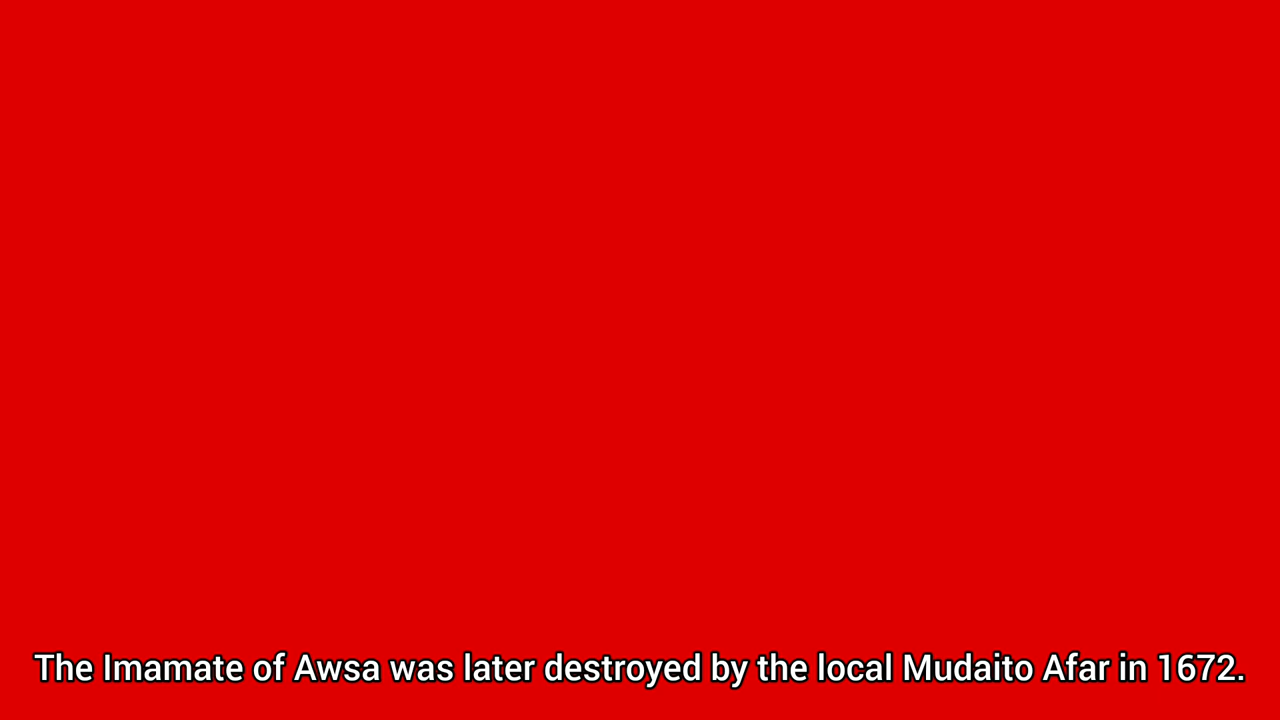 The Imamate of Awsa was later destroyed by the local Mudaito Afar in 1672.